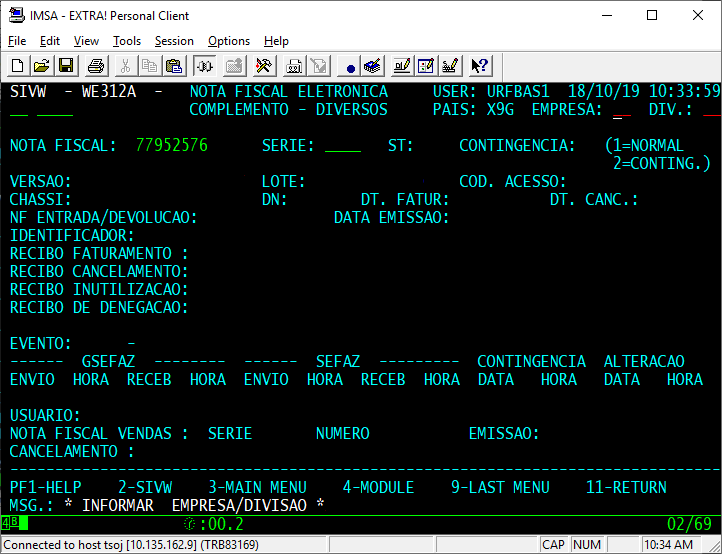 IMSA - EXTRA! Personal Client
File Edit View Tools Session Options Help
SIVW - WE312A - NOTA FISCAL ELETRONICA USER: URFBAS1 18/10/19 10:33:59
__ ____ COMPLEMENTO - DIVERSOS PAIS: X9G EMPRESA: __ DIV.: __
NOTA FISCAL: 77952576 SERIE: ____ ST: CONTINGENCIA: (1=NORMAL
2=CONTING.)
VERSAO: LOTE: COD. ACESSO:
CHASSI: DN: DT. FATUR: DT. CANC.:
NF ENTRADA/DEVOLUCAO: DATA EMISSAO:
IDENTIFICADOR:
RECIBO FATURAMENTO :
RECIBO CANCELAMENTO:
RECIBO INUTILIZACAO:
RECIBO DE DENEGACAO:
EVENTO: -
------ GSEFAZ -------- ------ SEFAZ --------- CONTINGENCIA ALTERACAO
ENVIO HORA RECEB HORA ENVIO HORA RECEB HORA DATA HORA DATA HORA
USUARIO:
NOTA FISCAL VENDAS : SERIE NUMERO EMISSAO:
CANCELAMENTO :
-------------------------------------------------------------------------------
PF1-HELP 2-SIVW 3-MAIN MENU 4-MODULE 9-LAST MENU 11-RETURN
MSG.: * INFORMAR EMPRESA/DIVISAO *
4B :00.2 02/69
Connected to host tsoj [10.135.162.9] (TRB83169) CAP NUM 10:34 AM